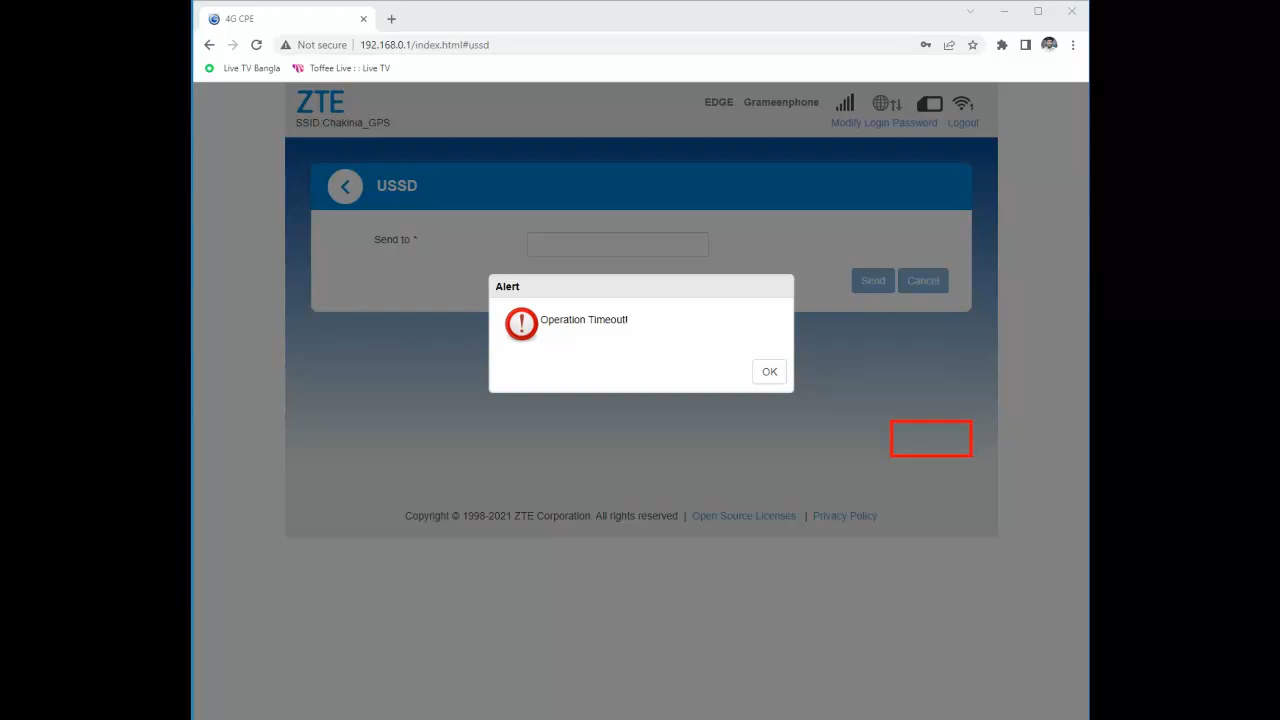 4G CPE
Not secure
192.168.0.1/index.html#ussd
Live TV Bangla
Toffee Live : : Live TV
ZTE
EDGE Grameenphone
1
SSID:Chakinia_GPS
Modify Login Password Logout
USSD
Send to *
Send Cancel
Alert
Operation Timeout!
OK
Copyright © 1998-2021 ZTE Corporation. All rights reserved | Open Source Licenses | Privacy Policy